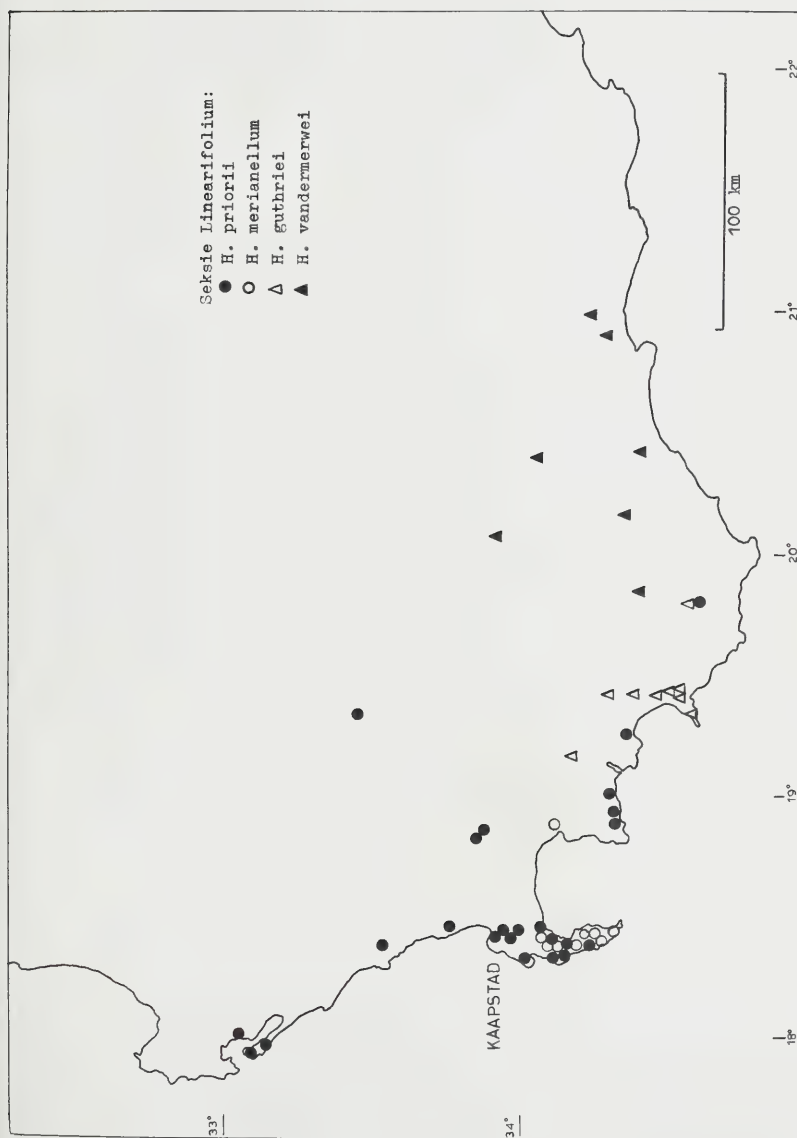 Seksie Linearifolium:
H. priorii
H. merianellum
H. guthriei
H. vandermerwei
KAAPSTAD
100 km
33°
34°
18°
19°
20°
21°
22°